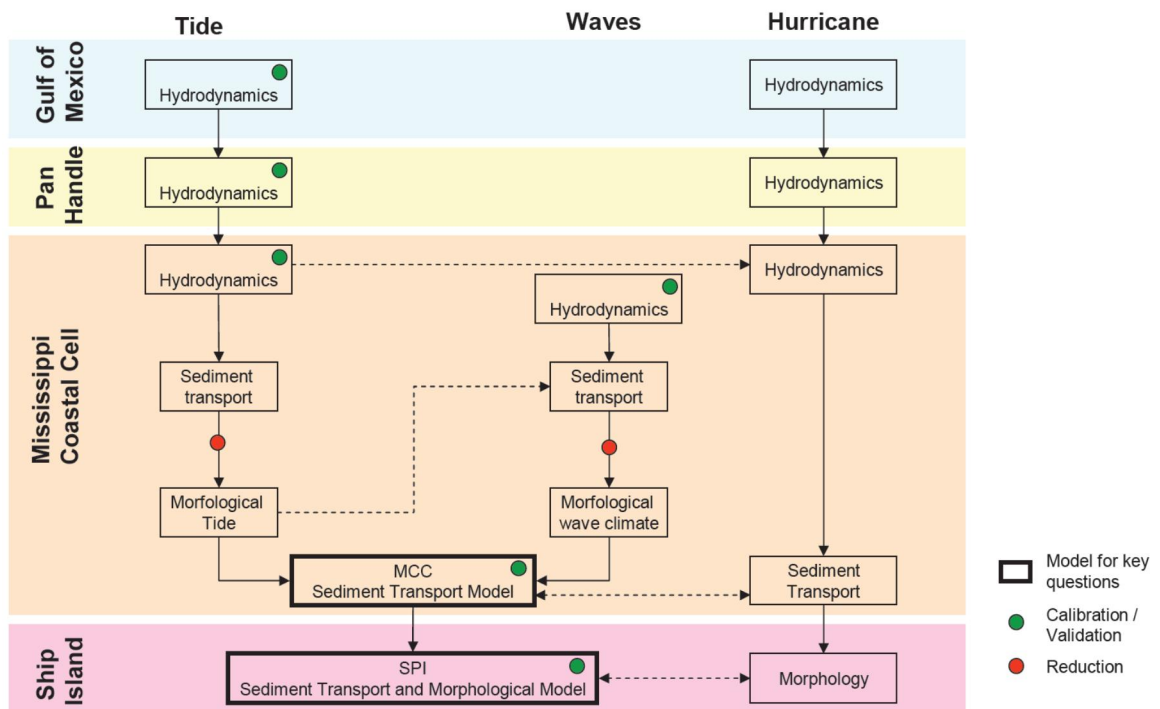 Tide
Waves
Hurricane
Gulf of
Mexico
Hydrodynamics
Hydrodynamics
Pan
Handle
Hydrodynamics
Hydrodynamics
Mississippi
Coastal Cell
Hydrodynamics
Hydrodynamics
Hydrodynamics
Sediment
transport
Sediment
transport
Morfological
Tide
Morfological
wave climate
MCC
Sediment Transport Model
Sediment
Transport
Ship
Island
SPI
Sediment Transport and Morphological Model
Morphology
Model for key
questions
Calibration /
Validation
Reduction